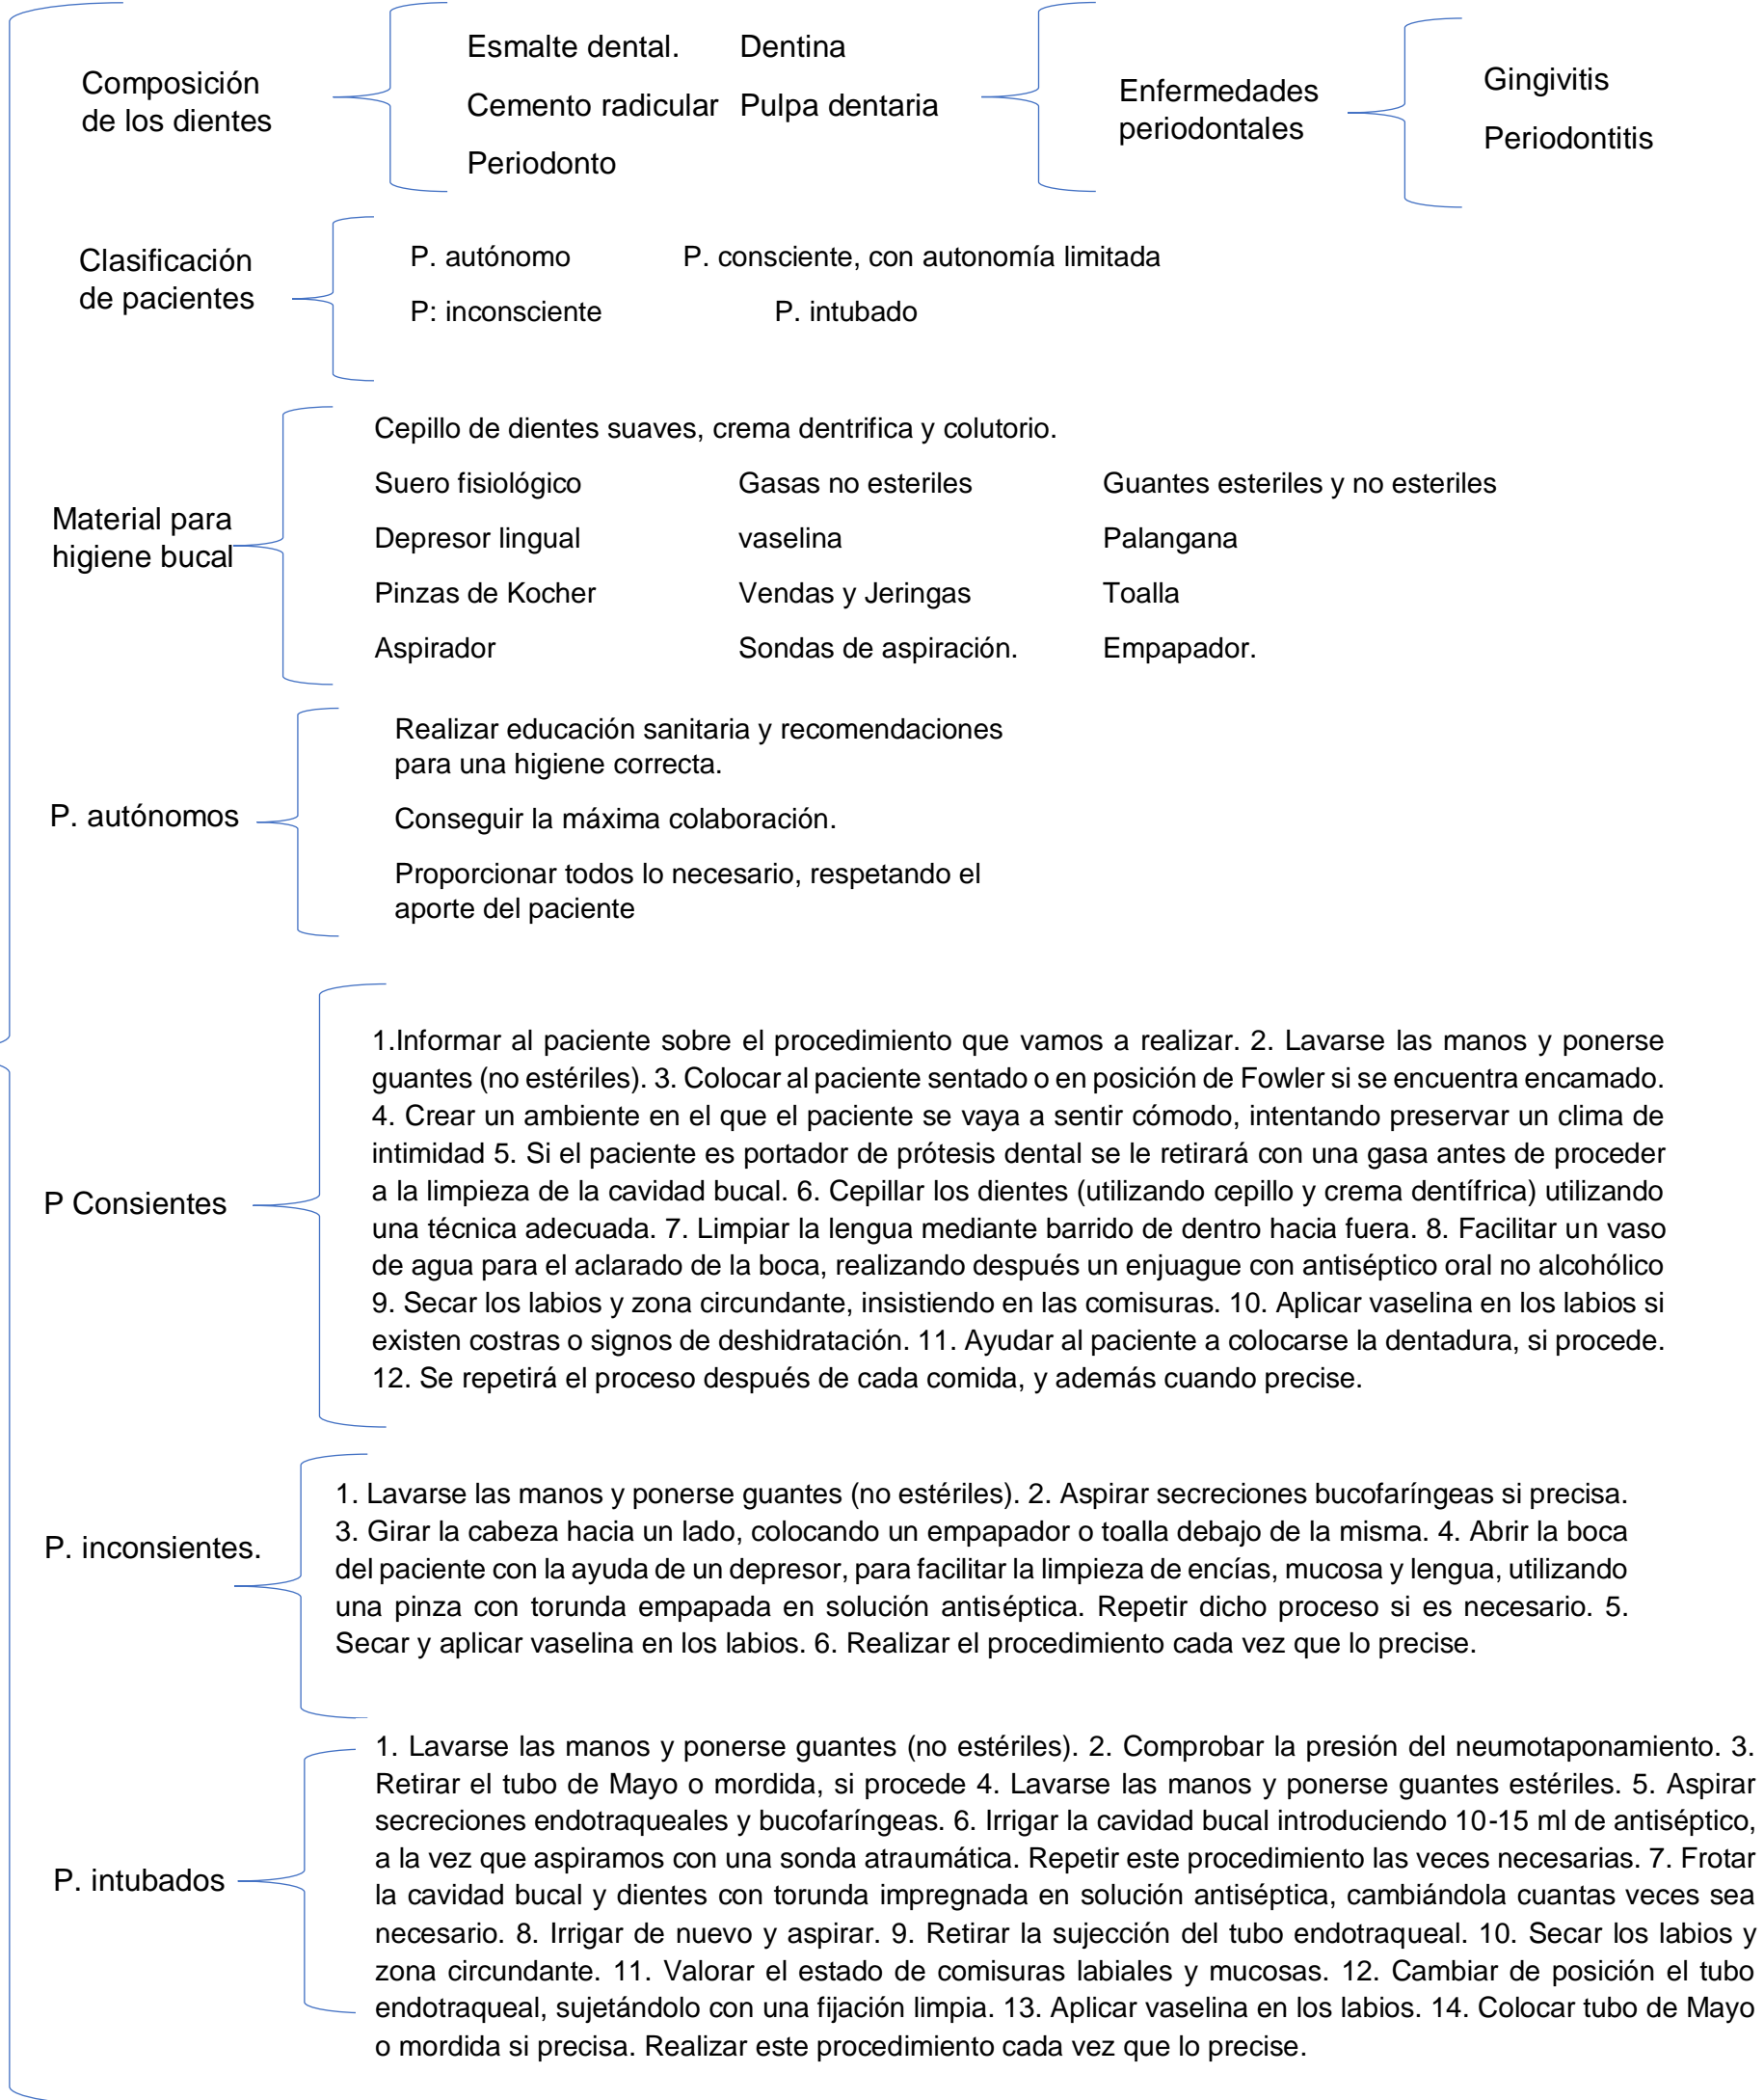 Composición
de los dientes
Esmalte dental. Dentina
Cemento radicular Pulpa dentaria
Periodonto
Enfermedades
periodontales
Gingivitis
Periodontitis
Clasificación
de pacientes
P. autónomo P. consciente, con autonomía limitada
P: inconsciente P. intubado
Material para
higiene bucal
Cepillo de dientes suaves, crema dentrifica y colutorio.
Suero fisiológico Gasas no esteriles Guantes esteriles y no esteriles
Depresor lingual vaselina Palangana
Pinzas de Kocher Vendas y Jeringas Toalla
Aspirador Sondas de aspiración. Empapador.
P. autónomos
Realizar educación sanitaria y recomendaciones
para una higiene correcta.
Conseguir la máxima colaboración.
Proporcionar todos lo necesario, respetando el
aporte del paciente
P Consientes
1.Informar al paciente sobre el procedimiento que vamos a realizar. 2. Lavarse las manos y ponerse
guantes (no estériles). 3. Colocar al paciente sentado o en posición de Fowler si se encuentra encamado.
4. Crear un ambiente en el que el paciente se vaya a sentir cómodo, intentando preservar un clima de
intimidad 5. Si el paciente es portador de prótesis dental se le retirará con una gasa antes de proceder
a la limpieza de la cavidad bucal. 6. Cepillar los dientes (utilizando cepillo y crema dentífrica) utilizando
una técnica adecuada. 7. Limpiar la lengua mediante barrido de dentro hacia fuera. 8. Facilitar un vaso
de agua para el aclarado de la boca, realizando después un enjuague con antiséptico oral no alcohólico
9. Secar los labios y zona circundante, insistiendo en las comisuras. 10. Aplicar vaselina en los labios si
existen costras o signos de deshidratación. 11. Ayudar al paciente a colocarse la dentadura, si procede.
12. Se repetirá el proceso después de cada comida, y además cuando precise.
P. inconsientes.
1. Lavarse las manos y ponerse guantes (no estériles). 2. Aspirar secreciones bucofaríngeas si precisa.
3. Girar la cabeza hacia un lado, colocando un empapador o toalla debajo de la misma. 4. Abrir la boca
del paciente con la ayuda de un depresor, para facilitar la limpieza de encías, mucosa y lengua, utilizando
una pinza con torunda empapada en solución antiséptica. Repetir dicho proceso si es necesario. 5.
Secar y aplicar vaselina en los labios. 6. Realizar el procedimiento cada vez que lo precise.
P. intubados
1. Lavarse las manos y ponerse guantes (no estériles). 2. Comprobar la presión del neumotaponamiento. 3.
Retirar el tubo de Mayo o mordida, si procede 4. Lavarse las manos y ponerse guantes estériles. 5. Aspirar
secreciones endotraqueales y bucofaríngeas. 6. Irrigar la cavidad bucal introduciendo 10-15 ml de antiséptico,
a la vez que aspiramos con una sonda atraumática. Repetir este procedimiento las veces necesarias. 7. Frotar
la cavidad bucal y dientes con torunda impregnada en solución antiséptica, cambiándola cuantas veces sea
necesario. 8. Irrigar de nuevo y aspirar. 9. Retirar la sujección del tubo endotraqueal. 10. Secar los labios y
zona circundante. 11. Valorar el estado de comisuras labiales y mucosas. 12. Cambiar de posición el tubo
endotraqueal, sujetándolo con una fijación limpia. 13. Aplicar vaselina en los labios. 14. Colocar tubo de Mayo
o mordida si precisa. Realizar este procedimiento cada vez que lo precise.